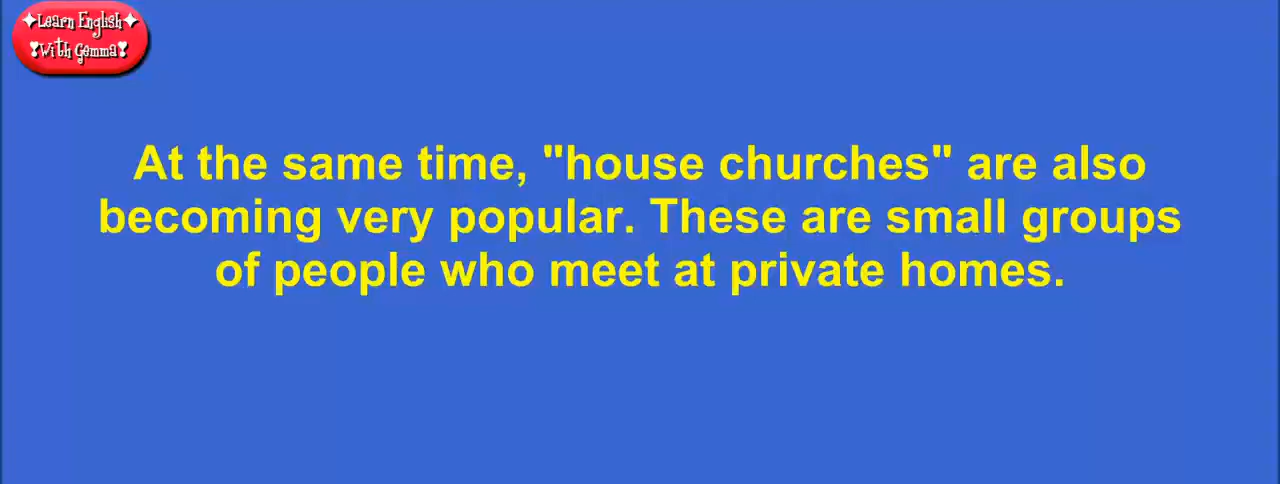 ✦Learn English✦
❣With Gemma❣
At the same time, "house churches" are also
becoming very popular. These are small groups
of people who meet at private homes.